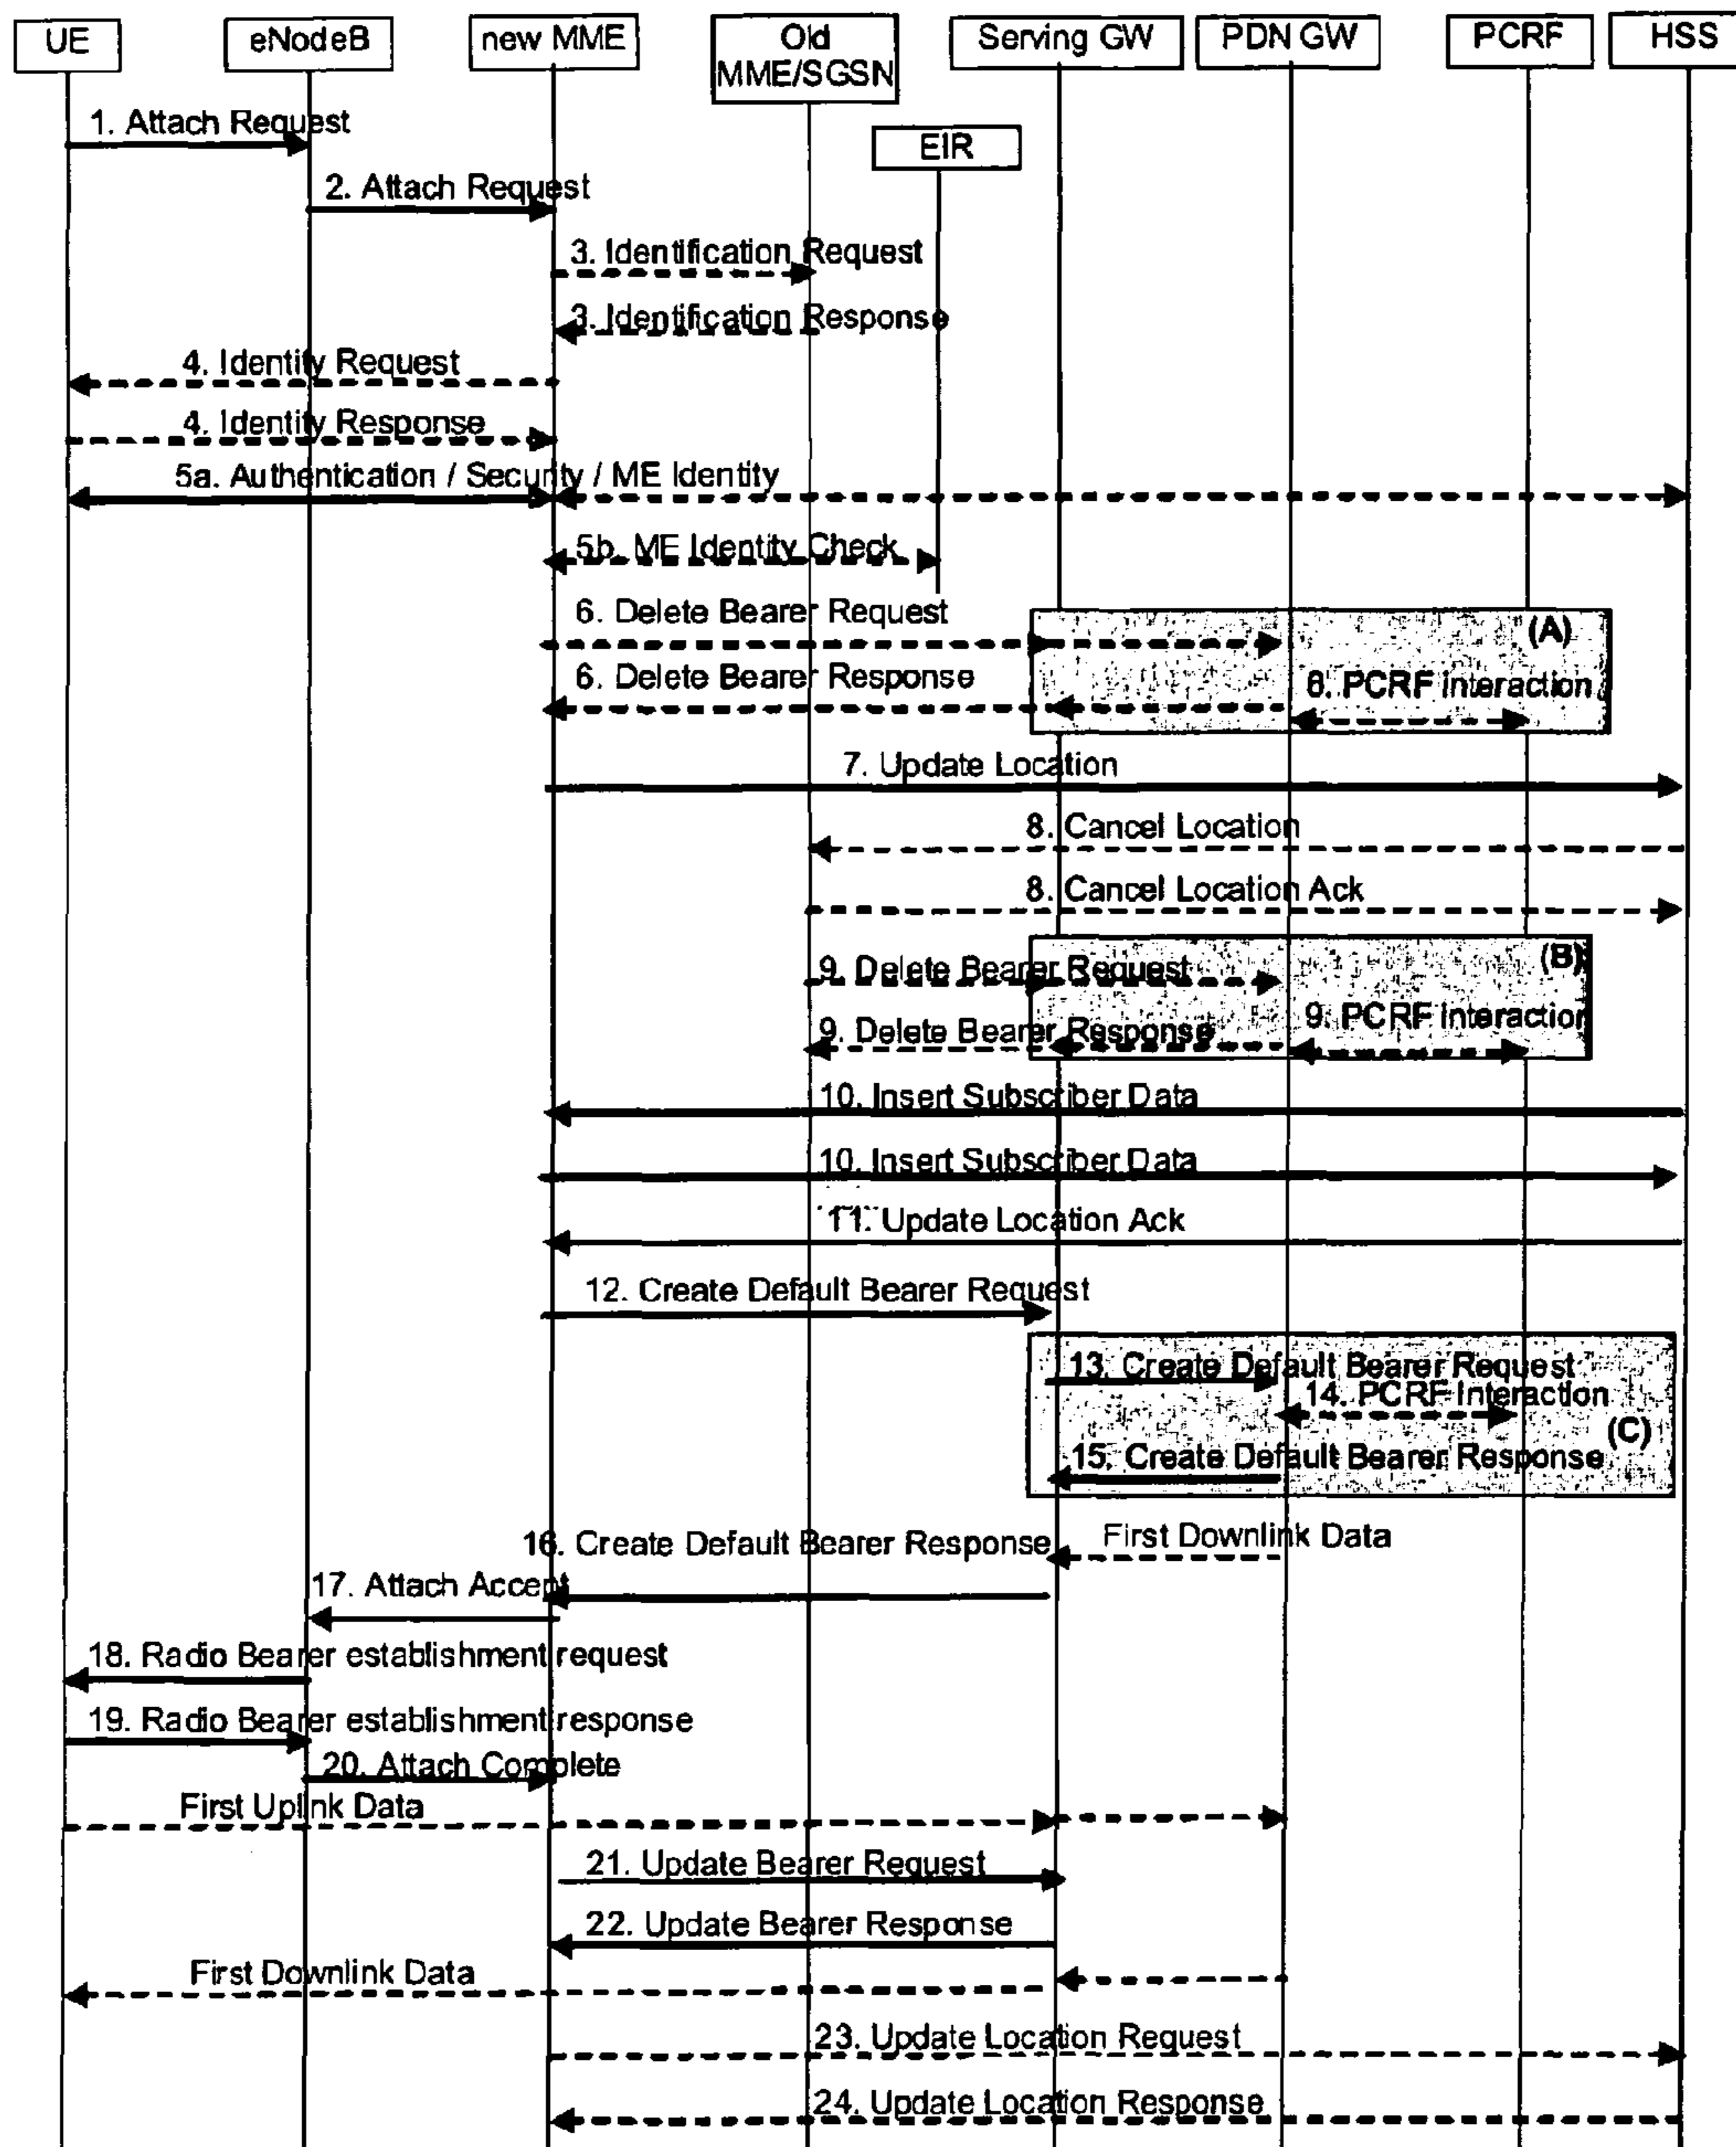 UE
eNodeB
new MME
Old
MME/SGSN
Serving GW
PDN GW
PCRF
HSS
1. Attach Request
EIR
2. Attach Request
3. Identification Request
3. Identification Response
4. Identity Request
4. Identity Response
5a. Authentication / Security / ME Identity
5b. ME Identity Check
6. Delete Bearer Request
(A)
6. Delete Bearer Response
6. PCRF Interaction
7. Update Location
8. Cancel Location
8. Cancel Location Ack
9. Delete Bearer Request
(B)
9. PCRF Interaction
9. Delete Bearer Response
10. Insert Subscriber Data
10. Insert Subscriber Data
11. Update Location Ack
12. Create Default Bearer Request
13. Create Default Bearer Request
14. PCRF Interaction
(C)
15. Create Default Bearer Response
First Downlink Data
16. Create Default Bearer Response
17. Attach Accept
18. Radio Bearer establishment request
19. Radio Bearer establishment response
20. Attach Complete
First Uplink Data
21. Update Bearer Request
22. Update Bearer Response
First Downlink Data
23. Update Location Request
24. Update Location Response